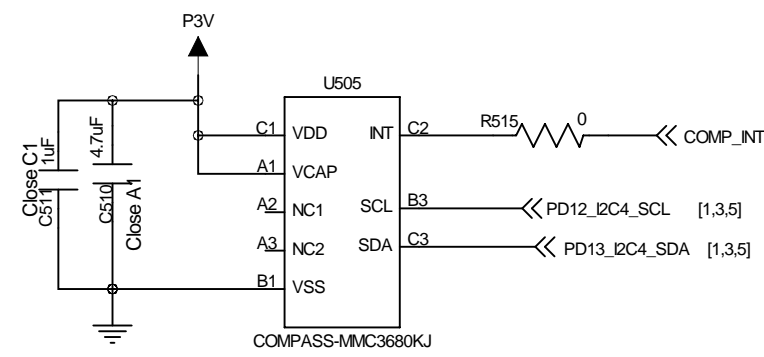 P3V
U505
C1 VDD INT C2 R515 0 COMP_INT
A1 VCAP
A2 NC1 SCL B3 PD12_I2C4_SCL [1,3,5]
A3 NC2 SDA C3 PD13_I2C4_SDA [1,3,5]
B1 VSS
COMPASS-MMC3680KJ
Close C1
1uF
C511
4.7uF
C510
Close A1